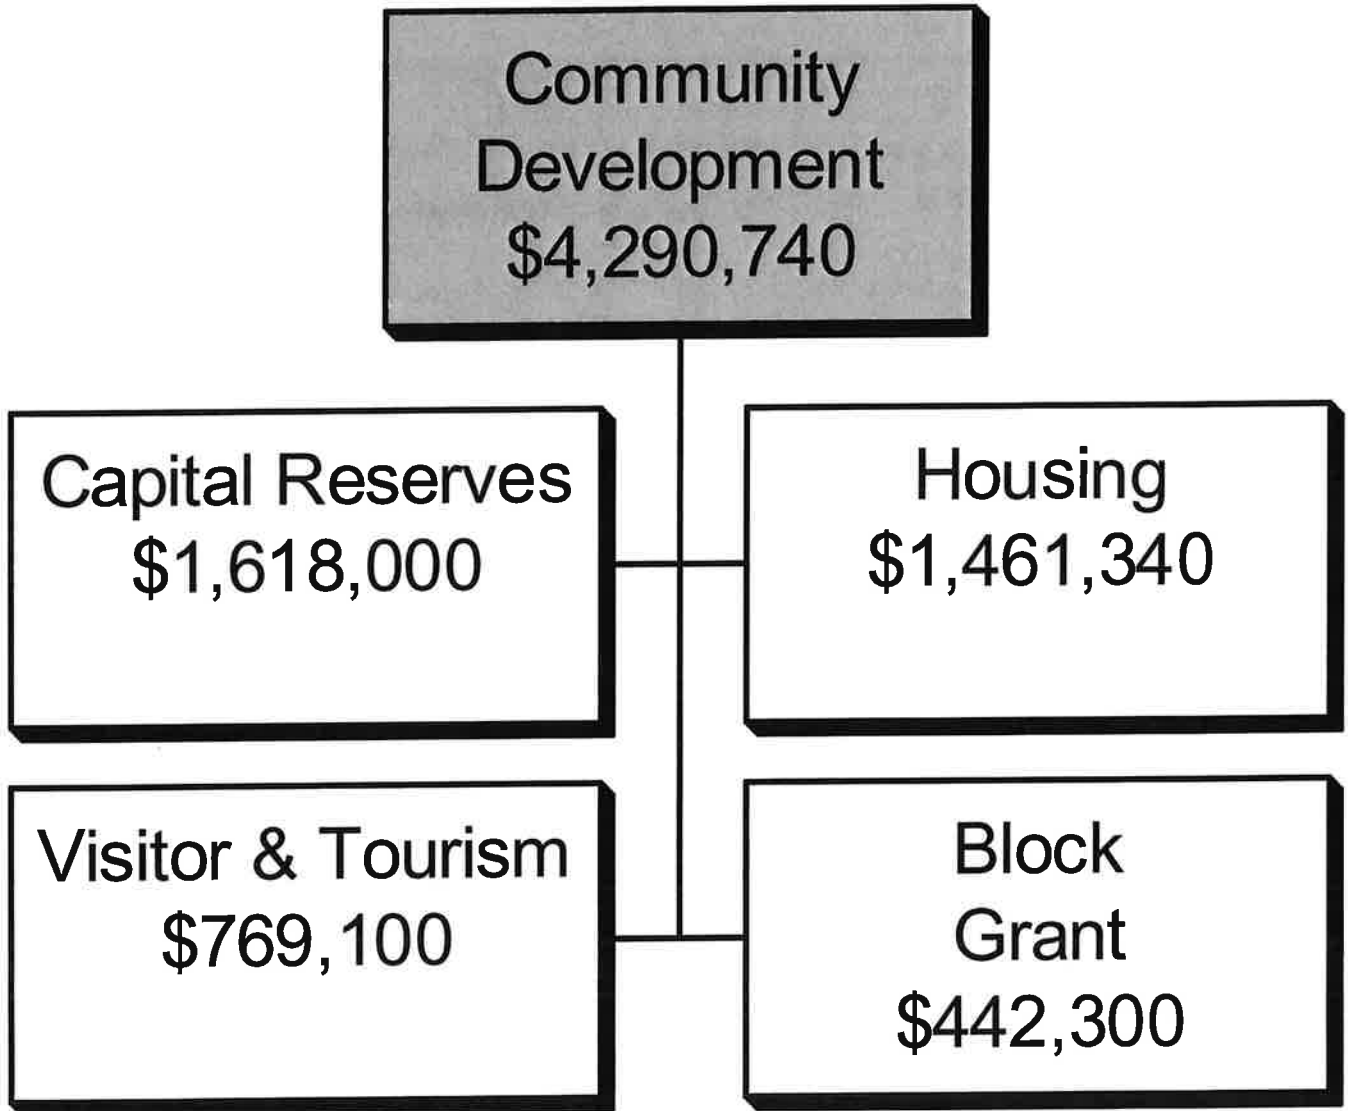 Community
Development
$4,290,740
Capital Reserves
$1,618,000
Housing
$1,461,340
Visitor & Tourism
$769,100
Block
Grant
$442,300